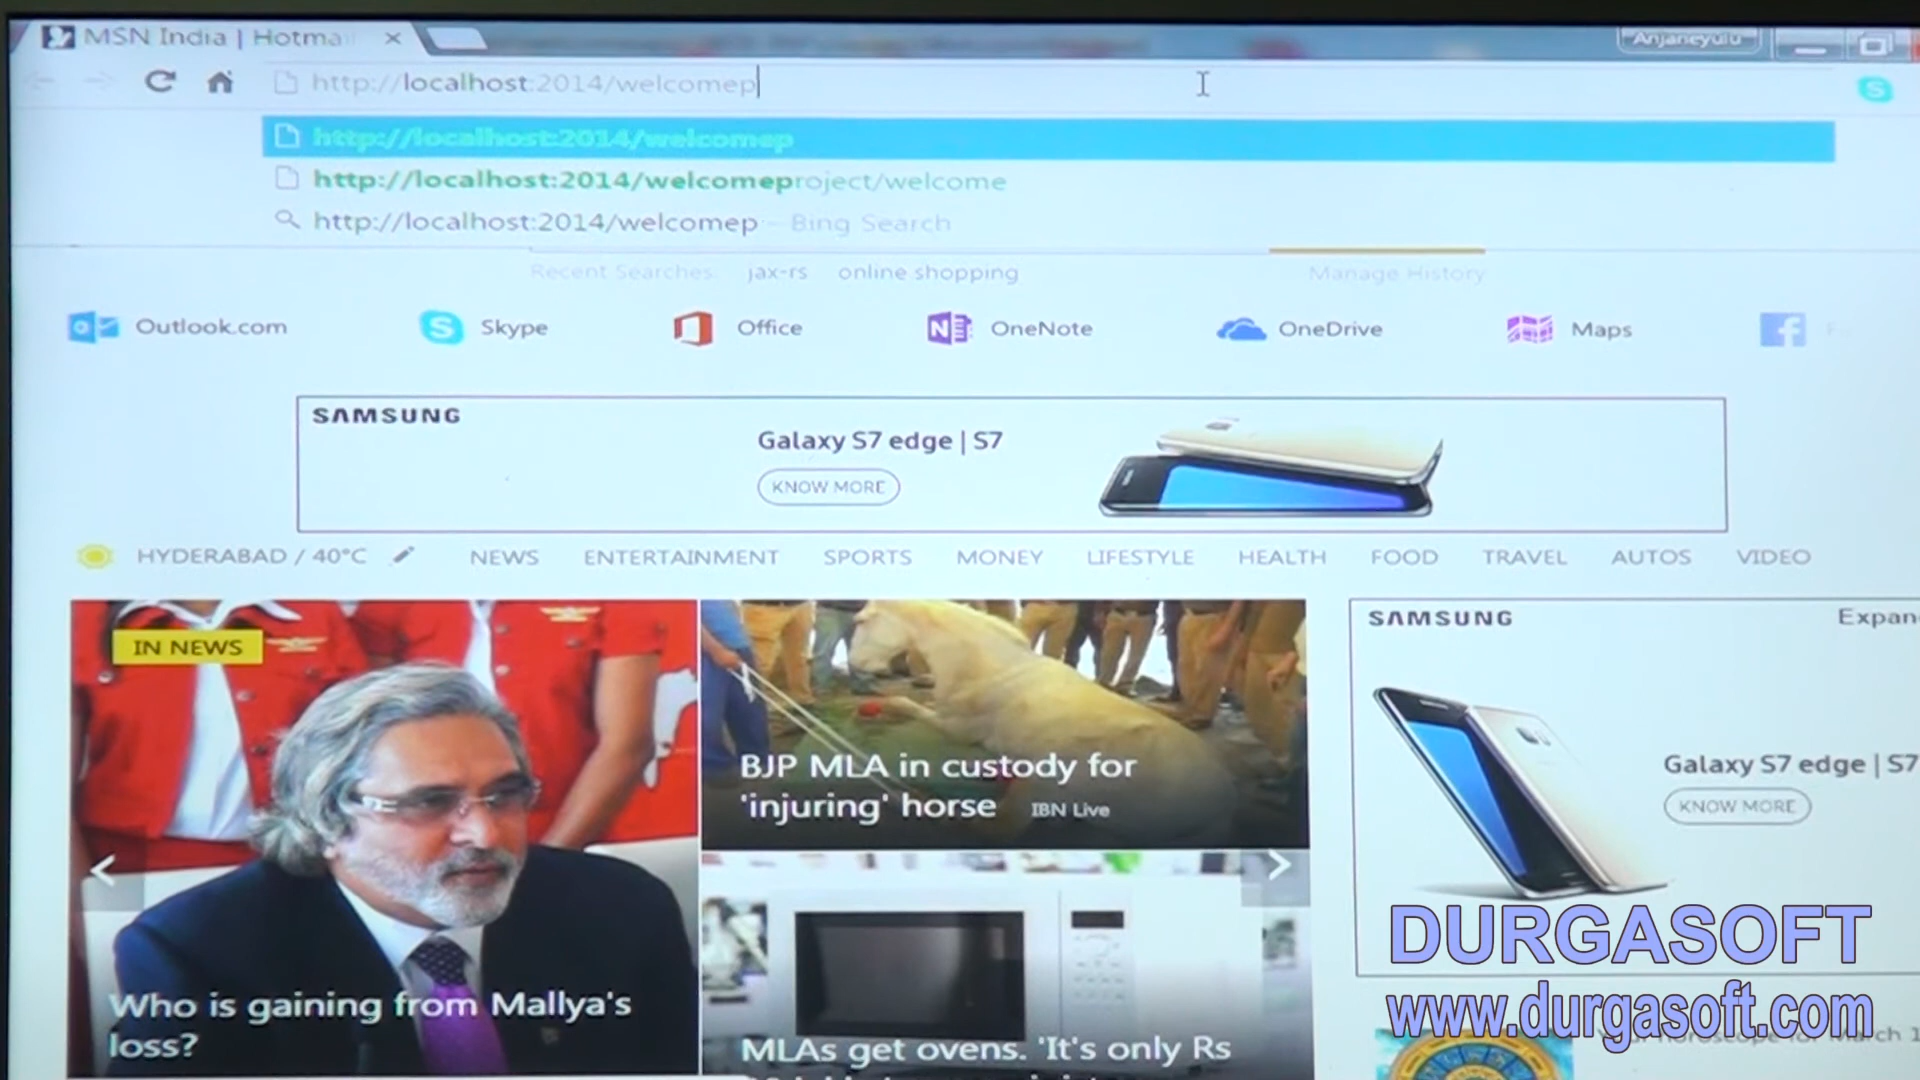 MSN India | Hotmai
Anjaneyulu
http://localhost:2014/welcomep
http://localhost:2014/welcomep
http://localhost:2014/welcomeproject/welcome
http://localhost:2014/welcomep - Bing Search
Recent Searches jax-rs online shopping Manage History
Outlook.com Skype Office OneNote OneDrive Maps
SAMSUNG
Galaxy S7 edge | S7
KNOW MORE
HYDERABAD / 40°C NEWS ENTERTAINMENT SPORTS MONEY LIFESTYLE HEALTH FOOD TRAVEL AUTOS VIDEO
IN NEWS
Who is gaining from Mallya's
loss?
BJP MLA in custody for
'injuring' horse IBN Live
MLAs get ovens. 'It's only Rs
SAMSUNG
Expan
Galaxy S7 edge | S7
KNOW MORE
DURGASOFT
www.durgasoft.com